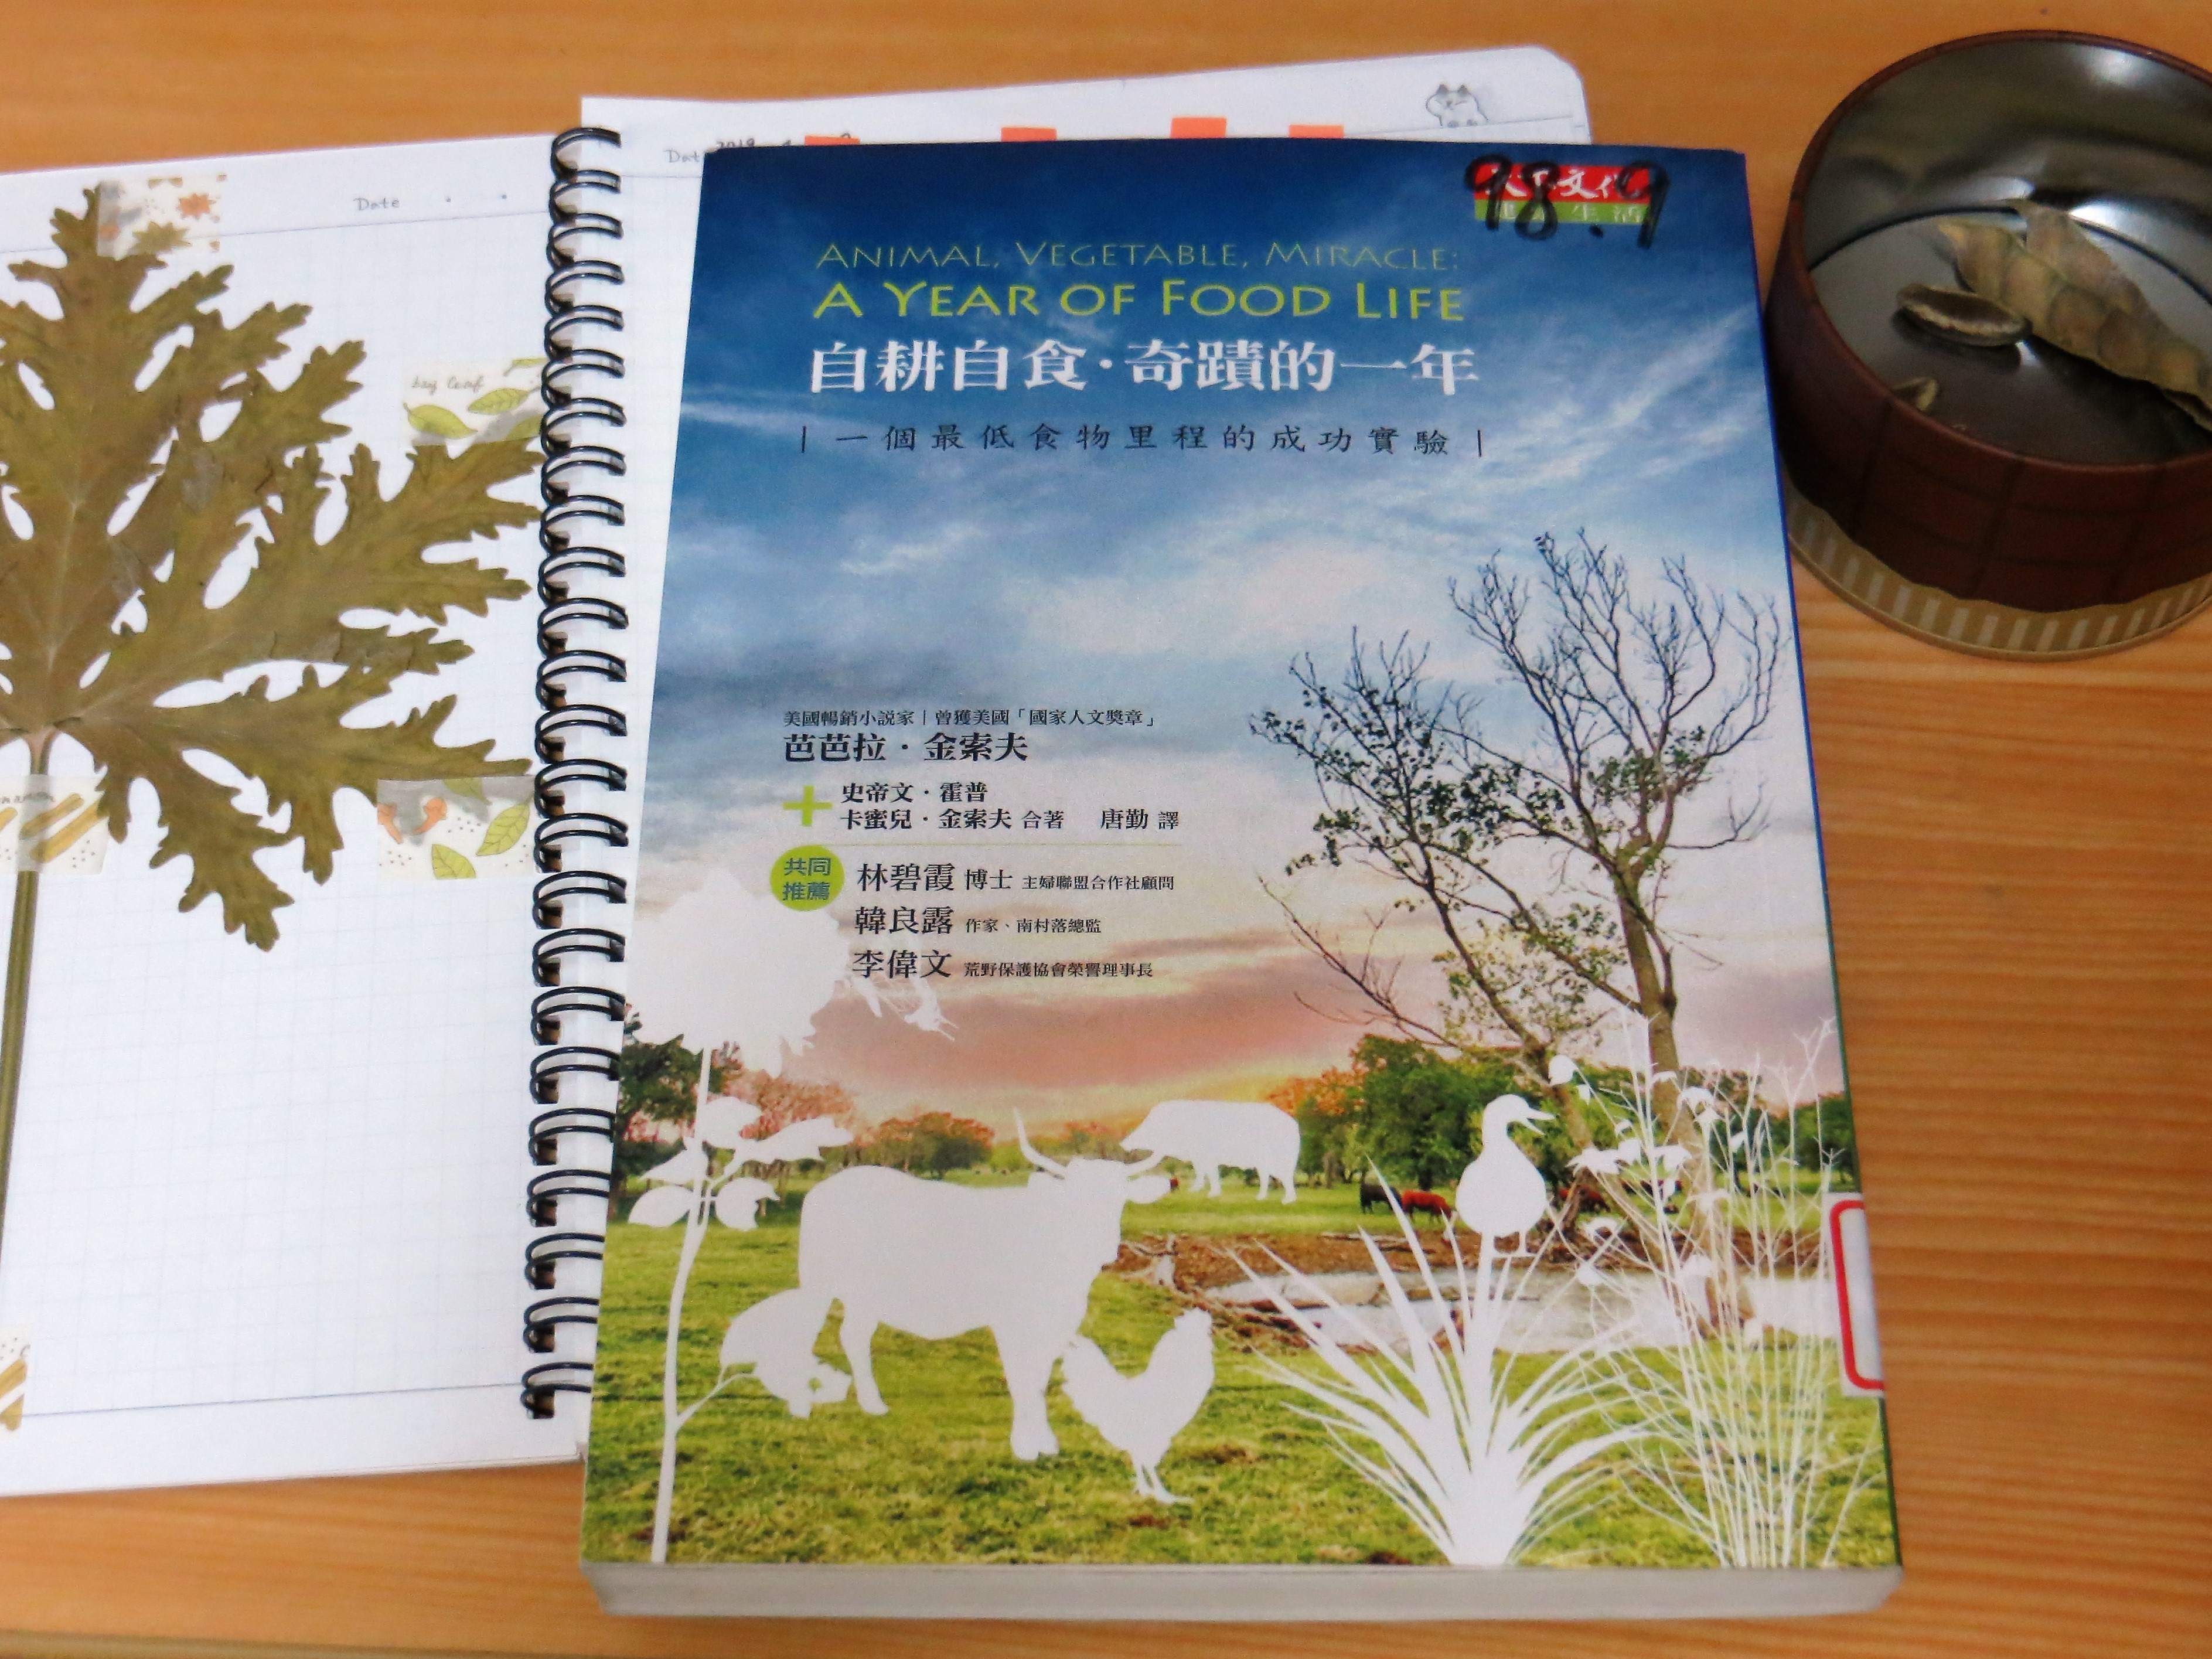 Date
bay leaf
2019
98.9
天下文化
生活
ANIMAL, VEGETABLE, MIRACLE:
A YEAR OF FOOD LIFE
自耕自食·奇蹟的一年
|一個最低食物里程的成功實驗|
美國暢銷小說家|曾獲美國「國家人文獎章」
芭芭拉·金索夫
+ 史帝文·霍普
卡蜜兒·金索夫 合著 唐勤 譯
共同
推薦
林碧霞 博士 主婦聯盟合作社顧問
韓良露 作家、南村落總監
李偉文 荒野保護協會榮譽理事長